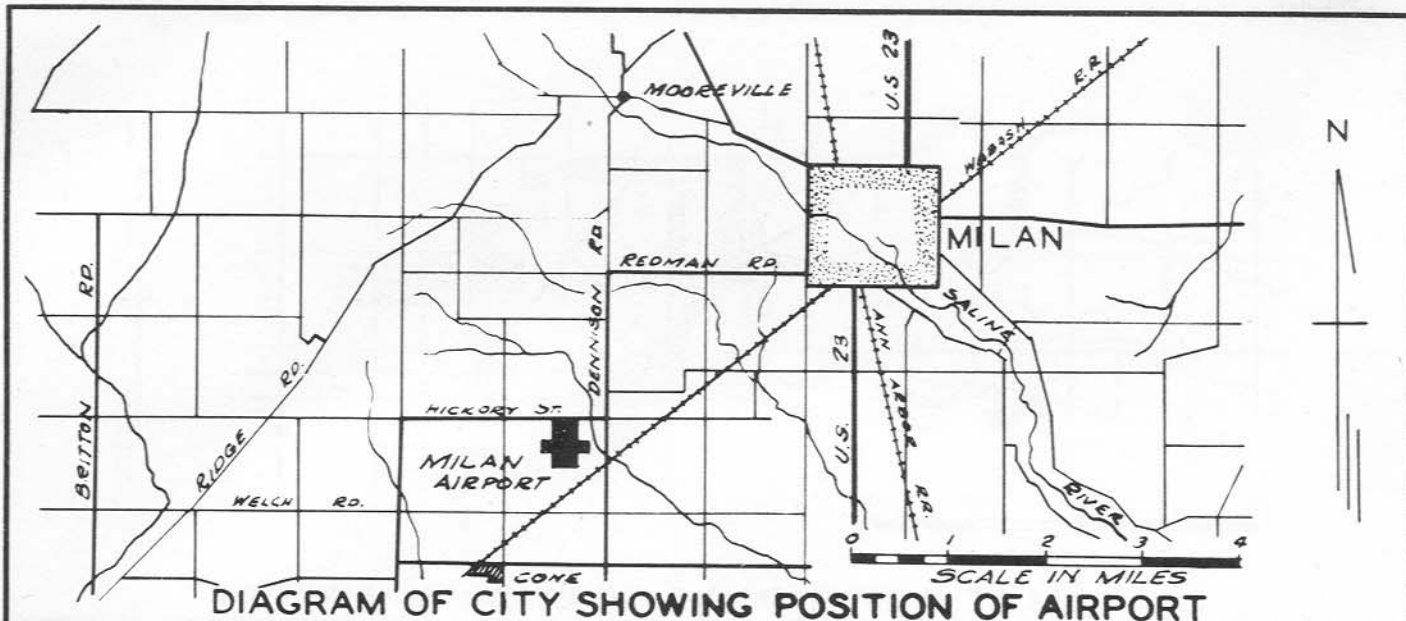 U.S 23
R.R.
WABASH
MOOREVILLE
N
MILAN
DENNISON RD.
REDMAN RD.
BRITTON RD.
RIDGE RD.
SALINE RIVER
U.S. 23
ANN ARBOR RR.
HICKORY ST.
MILAN
AIRPORT
WELCH RD.
CONE
0 1 2 3 4
SCALE IN MILES
DIAGRAM OF CITY SHOWING POSITION OF AIRPORT